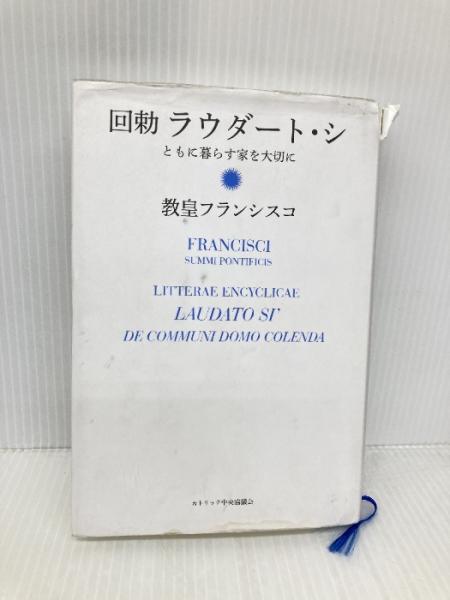 回勅 ラウダート・シ
ともに暮らす家を大切に
教皇フランシスコ
FRANCISCI
SUMMI PONTIFICIS
LITTERAE ENCYCLICAE
LAUDATO SI'
DE COMMUNI DOMO COLENDA
カトリック中央協議会